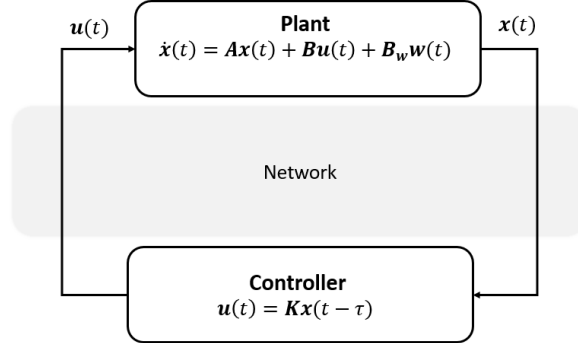 Plant
u(t)
x(t)
ẋ(t) = Ax(t) + Bu(t) + B_w w(t)
Network
Controller
u(t) = Kx(t − τ)